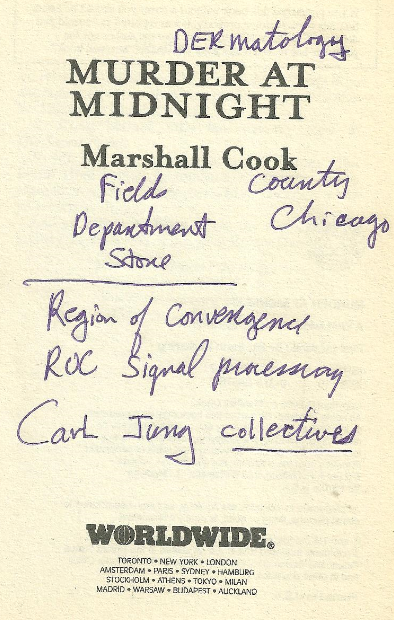 DERmatology
MURDER AT
MIDNIGHT
Marshall Cook
Fields County
Department Chicago
Store
Region of Convergence
ROC Signal processing
Carl Jung collectives
WORLDWIDE®
TORONTO • NEW YORK • LONDON
AMSTERDAM • PARIS • SYDNEY • HAMBURG
STOCKHOLM • ATHENS • TOKYO • MILAN
MADRID • WARSAW • BUDAPEST • AUCKLAND